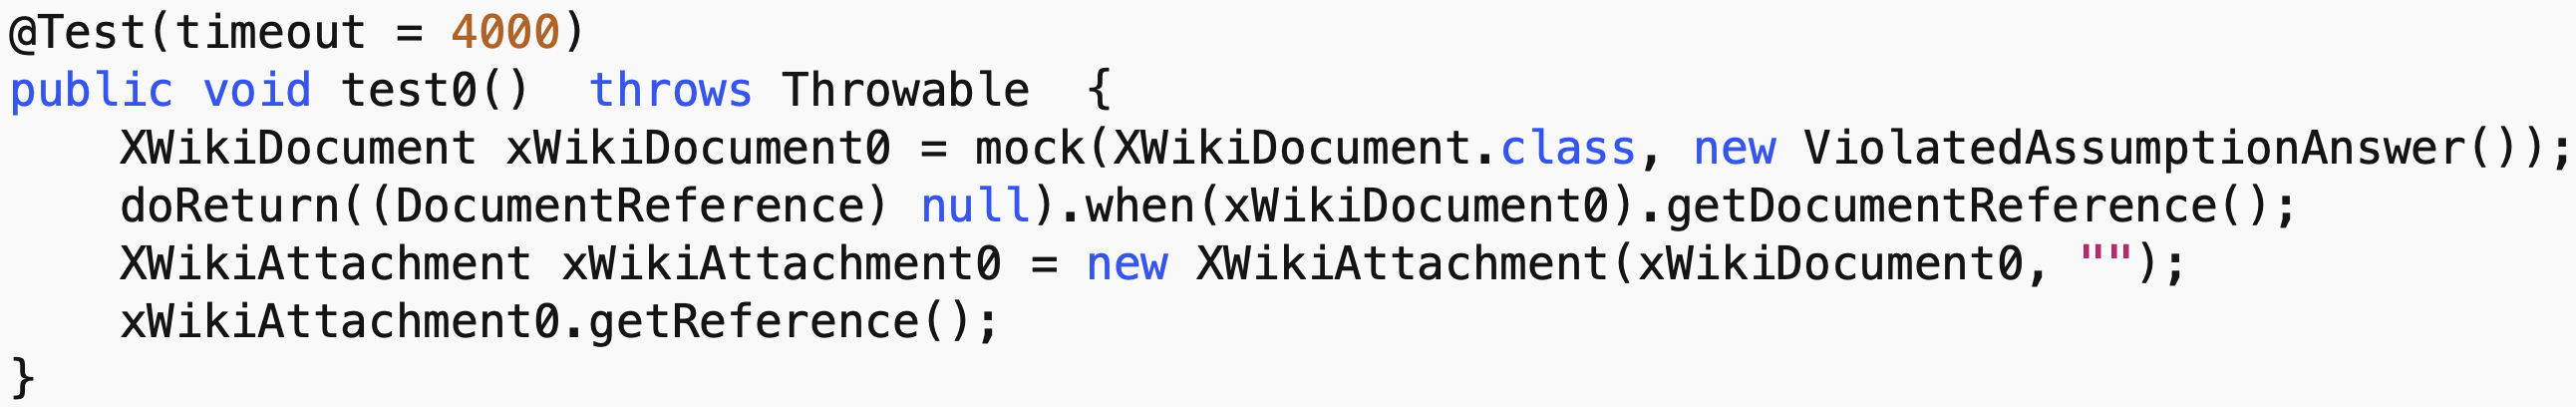 @Test(timeout = 4000)
public void test0()  throws Throwable  {
    XWikiDocument xWikiDocument0 = mock(XWikiDocument.class, new ViolatedAssumptionAnswer());
    doReturn((DocumentReference) null).when(xWikiDocument0).getDocumentReference();
    XWikiAttachment xWikiAttachment0 = new XWikiAttachment(xWikiDocument0, "");
    xWikiAttachment0.getReference();
}